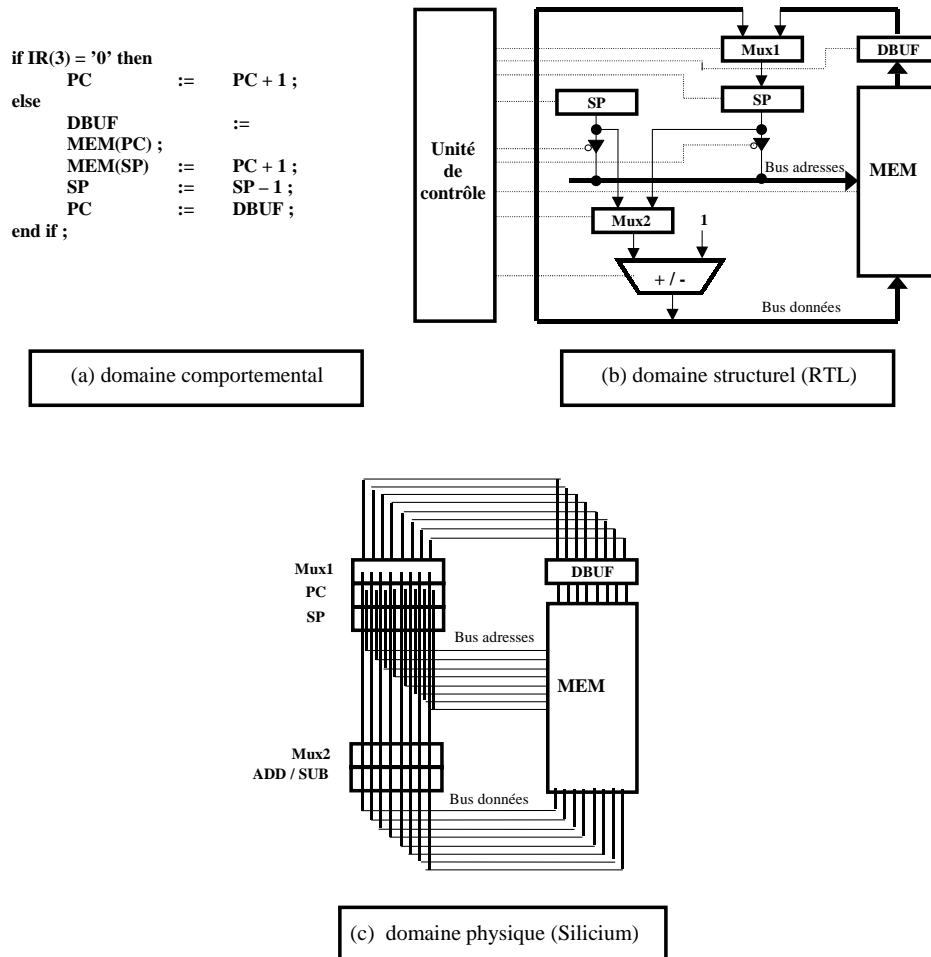 if IR(3) = ’0’ then
PC := PC + 1 ;
else
DBUF :=
MEM(PC) ;
MEM(SP) := PC + 1 ;
SP := SP – 1 ;
PC := DBUF ;
end if ;
Unité
de
contrôle
Mux1
DBUF
SP
SP
MEM
Bus adresses
Mux2
1
+ / -
Bus données
(a) domaine comportemental
(b) domaine structurel (RTL)
Mux1
DBUF
PC
SP
Bus adresses
MEM
Mux2
ADD / SUB
Bus données
(c) domaine physique (Silicium)